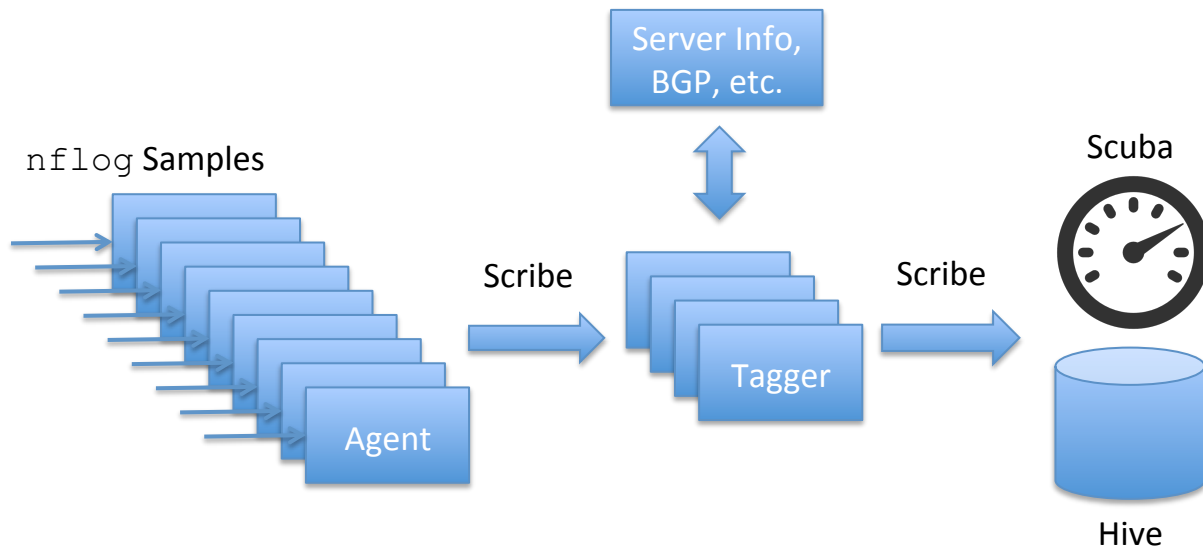 Server Info,
BGP, etc.
nflog Samples
Scuba
Scribe
Scribe
Tagger
Agent
Hive